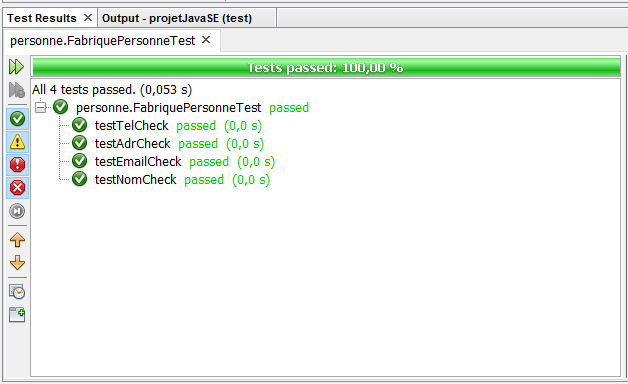 Test Results Output - projetJavaSE (test)
personne.FabriquePersonneTest
Tests passed: 100,00 %
All 4 tests passed. (0,053 s)
personne.FabriquePersonneTest passed
testTelCheck passed (0,0 s)
testAdrCheck passed (0,0 s)
testEmailCheck passed (0,0 s)
testNomCheck passed (0,0 s)